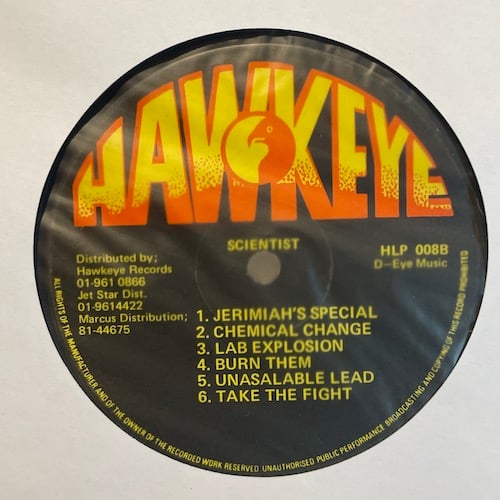 HAWKEYE
SCIENTIST
HLP 008B
D-Eye Music
Distributed by;
Hawkeye Records
01-961 0866
Jet Star Dist.
01-9614422
Marcus Distribution;
81-44675
1. JERIMIAH'S SPECIAL
2. CHEMICAL CHANGE
3. LAB EXPLOSION
4. BURN THEM
5. UNASALABLE LEAD
6. TAKE THE FIGHT
ALL RIGHTS OF THE MANUFACTURER AND OF THE OWNER OF THE RECORDED WORK RESERVED UNAUTHORISED PUBLIC PERFORMANCE BROADCASTING AND COPYING OF THIS RECORD PROHIBITED